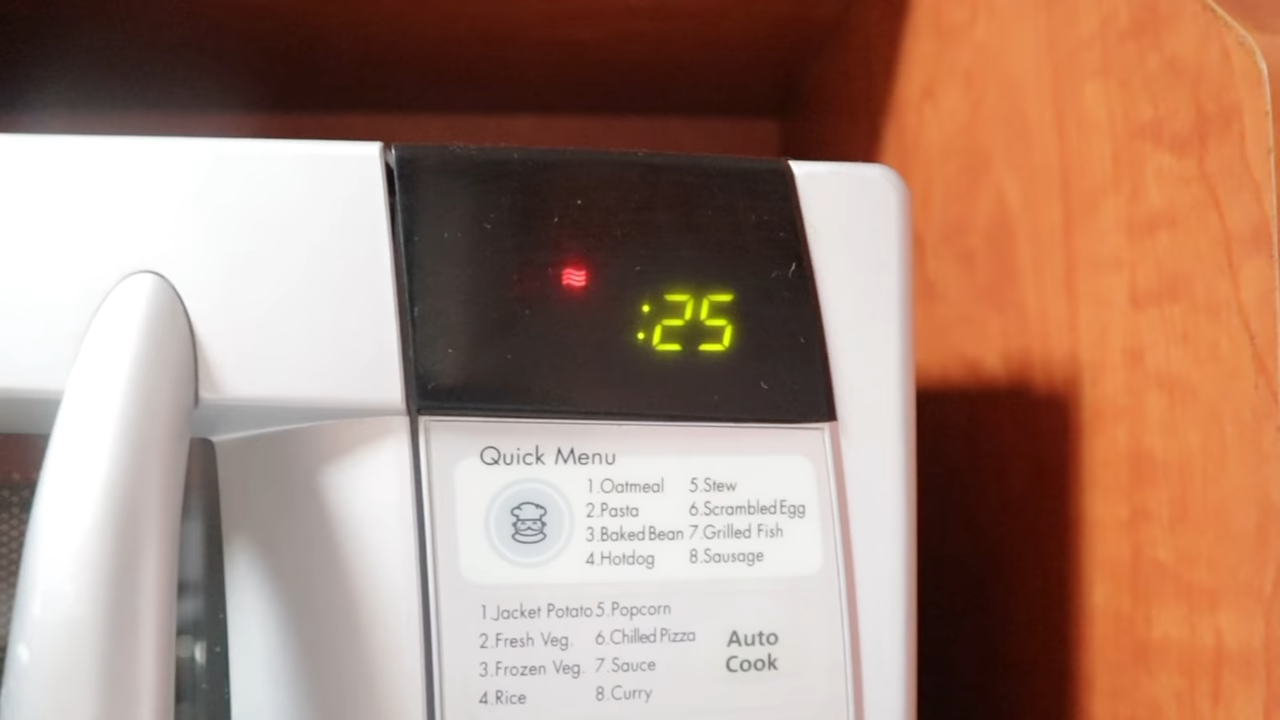 :25
Quick Menu
1.Oatmeal 5.Stew
2.Pasta 6.Scrambled Egg
3.Baked Bean 7.Grilled Fish
4.Hotdog 8.Sausage
1.Jacket Potato 5.Popcorn
2.Fresh Veg. 6.Chilled Pizza
3.Frozen Veg. 7.Sauce
4.Rice 8.Curry
Auto
Cook